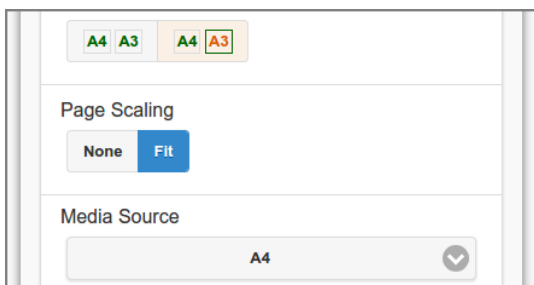 A4 A3 A4 A3
Page Scaling
None Fit
Media Source
A4